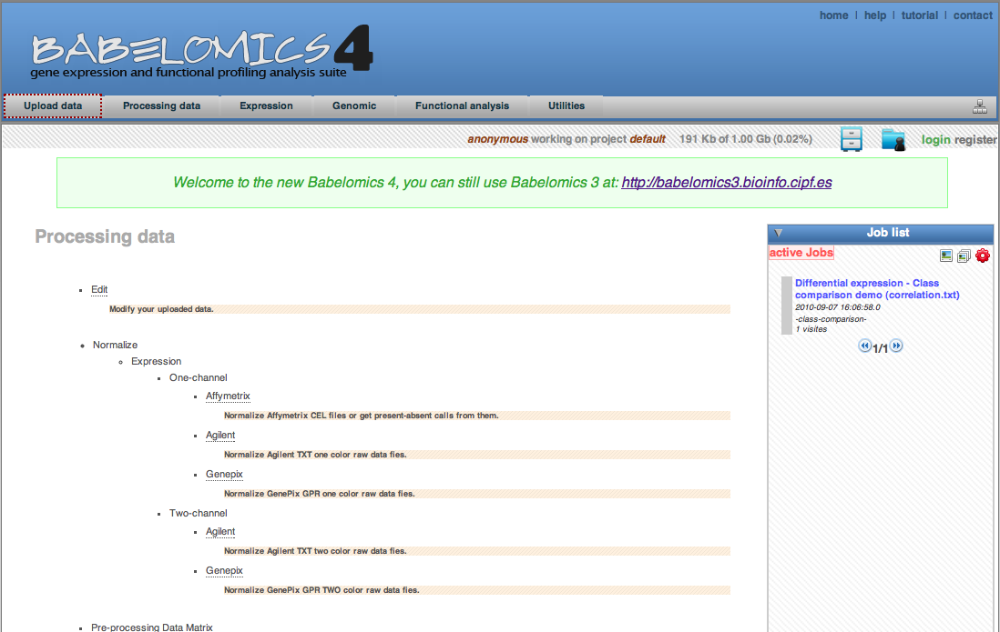 home | help | tutorial | contact
BABELOMICS 4
gene expression and functional profiling analysis suite
Upload data Processing data Expression Genomic Functional analysis Utilities
anonymous working on project default 191 Kb of 1.00 Gb (0.02%) login register
Welcome to the new Babelomics 4, you can still use Babelomics 3 at: http://babelomics3.bioinfo.cipf.es
Processing data
Edit
Modify your uploaded data.
Normalize
Expression
One-channel
Affymetrix
Normalize Affymetrix CEL files or get present-absent calls from them.
Agilent
Normalize Agilent TXT one color raw data fies.
Genepix
Normalize GenePix GPR one color raw data fies.
Two-channel
Agilent
Normalize Agilent TXT two color raw data fies.
Genepix
Normalize GenePix GPR TWO color raw data fies.
Pre-processing Data Matrix
Job list
active Jobs
Differential expression - Class
comparison demo (correlation.txt)
2010-09-07 16:06:58.0
-class-comparison-
1 visites
1/1